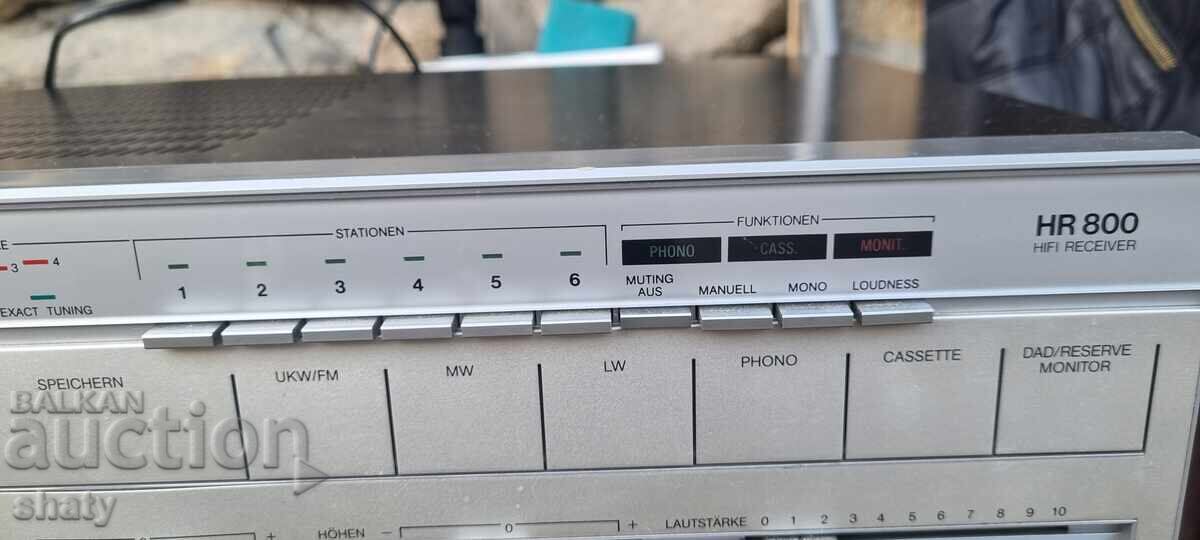 STATIONEN
FUNKTIONEN
HR 800
HIFI RECEIVER
3 4
PHONO CASS. MONIT.
EXACT TUNING
1 2 3 4 5 6
MUTING AUS
MANUELL
MONO
LOUDNESS
SPEICHERN
UKW/FM
MW
LW
PHONO
CASSETTE
DAD/RESERVE
MONITOR
BALKAN
auction
shaty
+
HÖHEN − 0 +
LAUTSTÄRKE 0 1 2 3 4 5 6 7 8 9 10